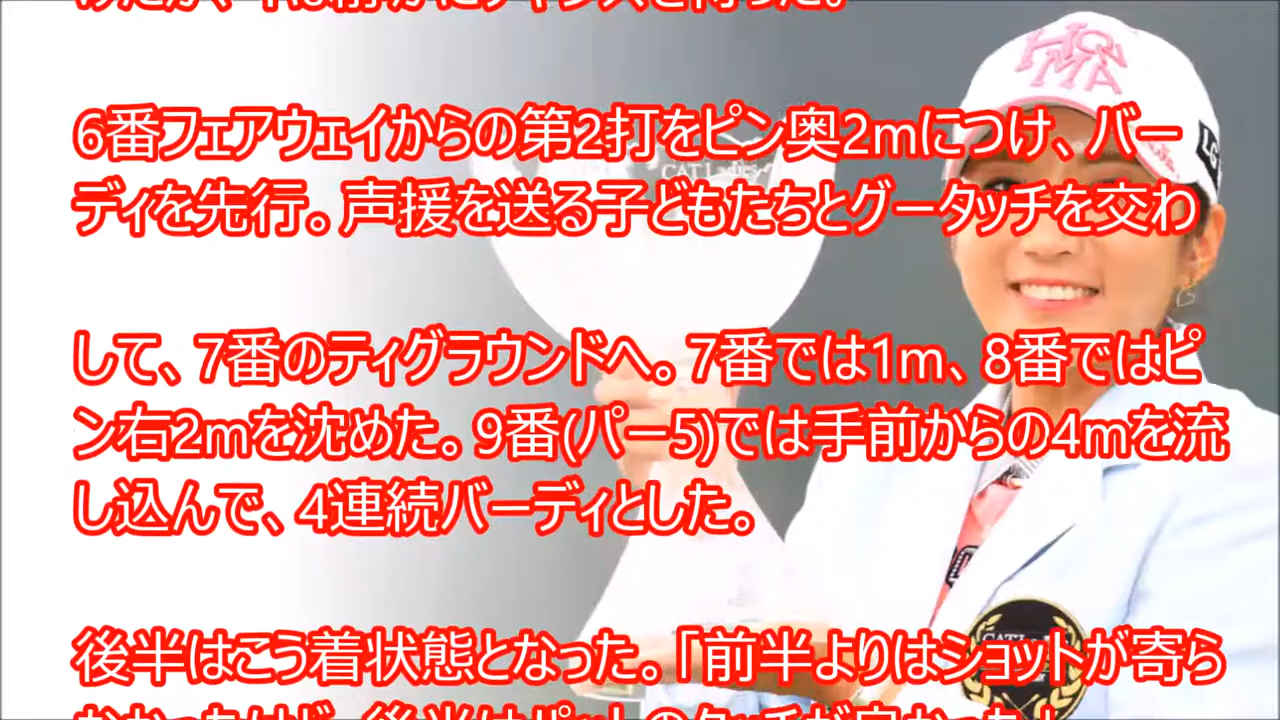 6番フェアウェイからの第2打をピン奥2mにつけ、バー
ディを先行。声援を送る子どもたちとグータッチを交わ
して、7番のティグラウンドへ。7番では1m、8番ではピ
ン右2mを沈めた。9番(パー5)では手前からの4mを流
し込んで、4連続バーディとした。
後半はこう着状態となった。「前半よりはショットが寄ら
HONMA
LG
CAT Ladies